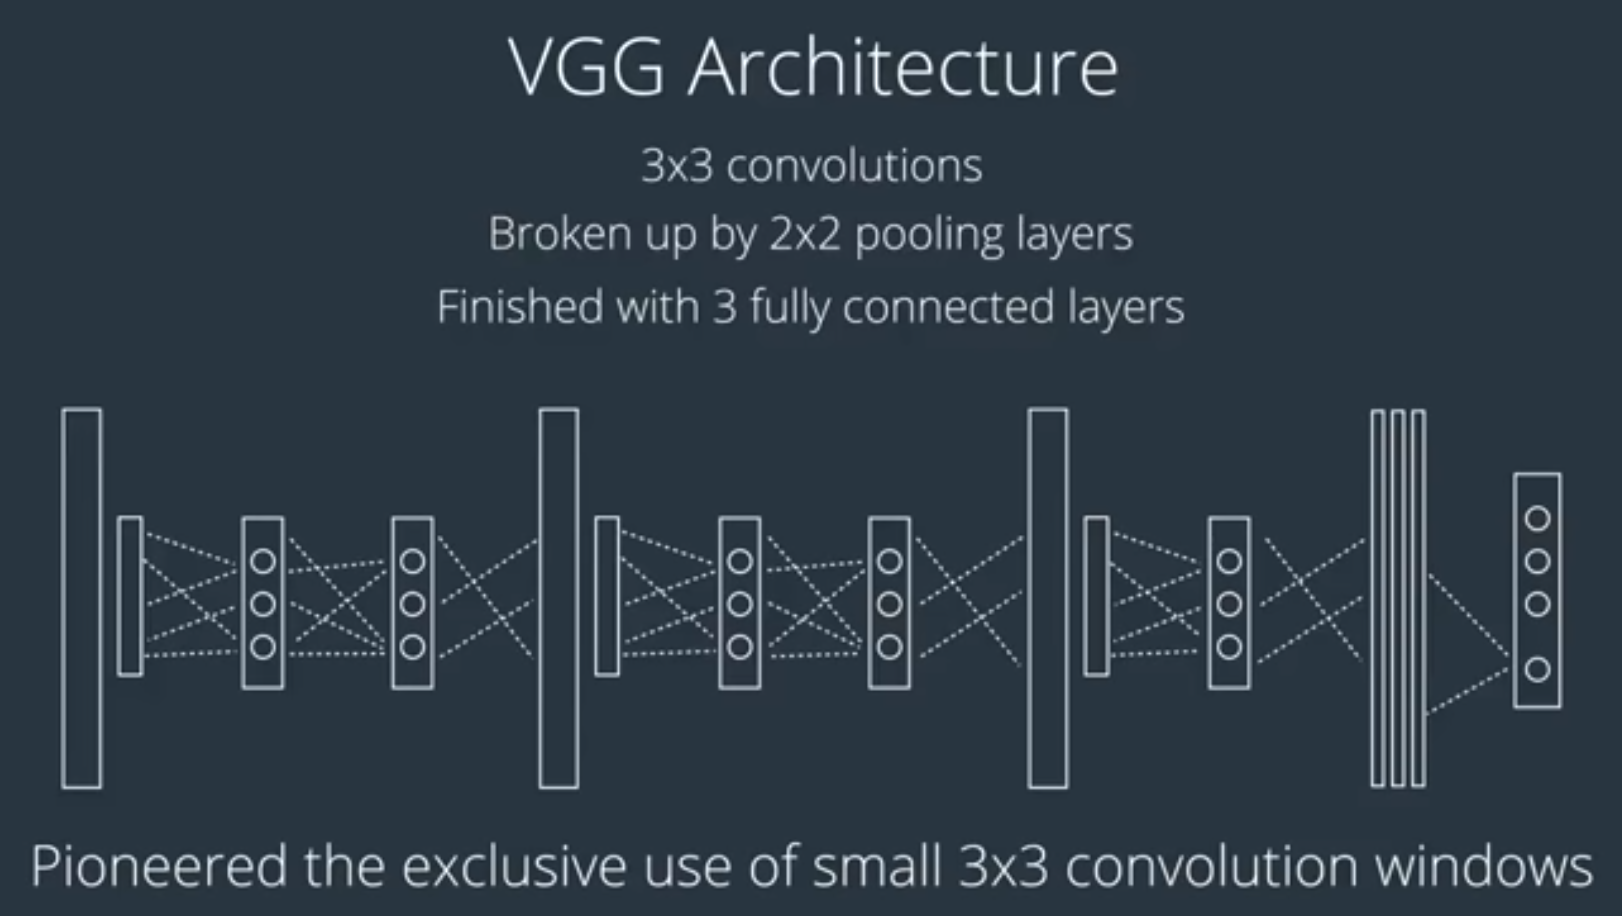 VGG Architecture
3x3 convolutions
Broken up by 2x2 pooling layers
Finished with 3 fully connected layers
Pioneered the exclusive use of small 3x3 convolution windows